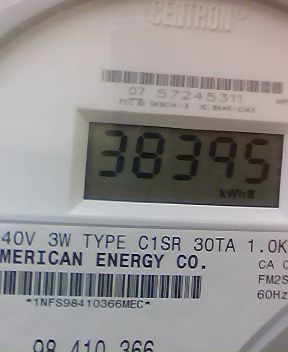 CENTRON
07 57245311
38395
kWh
40V 3W TYPE C1SR 30TA 1.0K
MERICAN ENERGY CO.
CA
FM2S
60Hz
*1NFS98410366MEC*
98 410 366